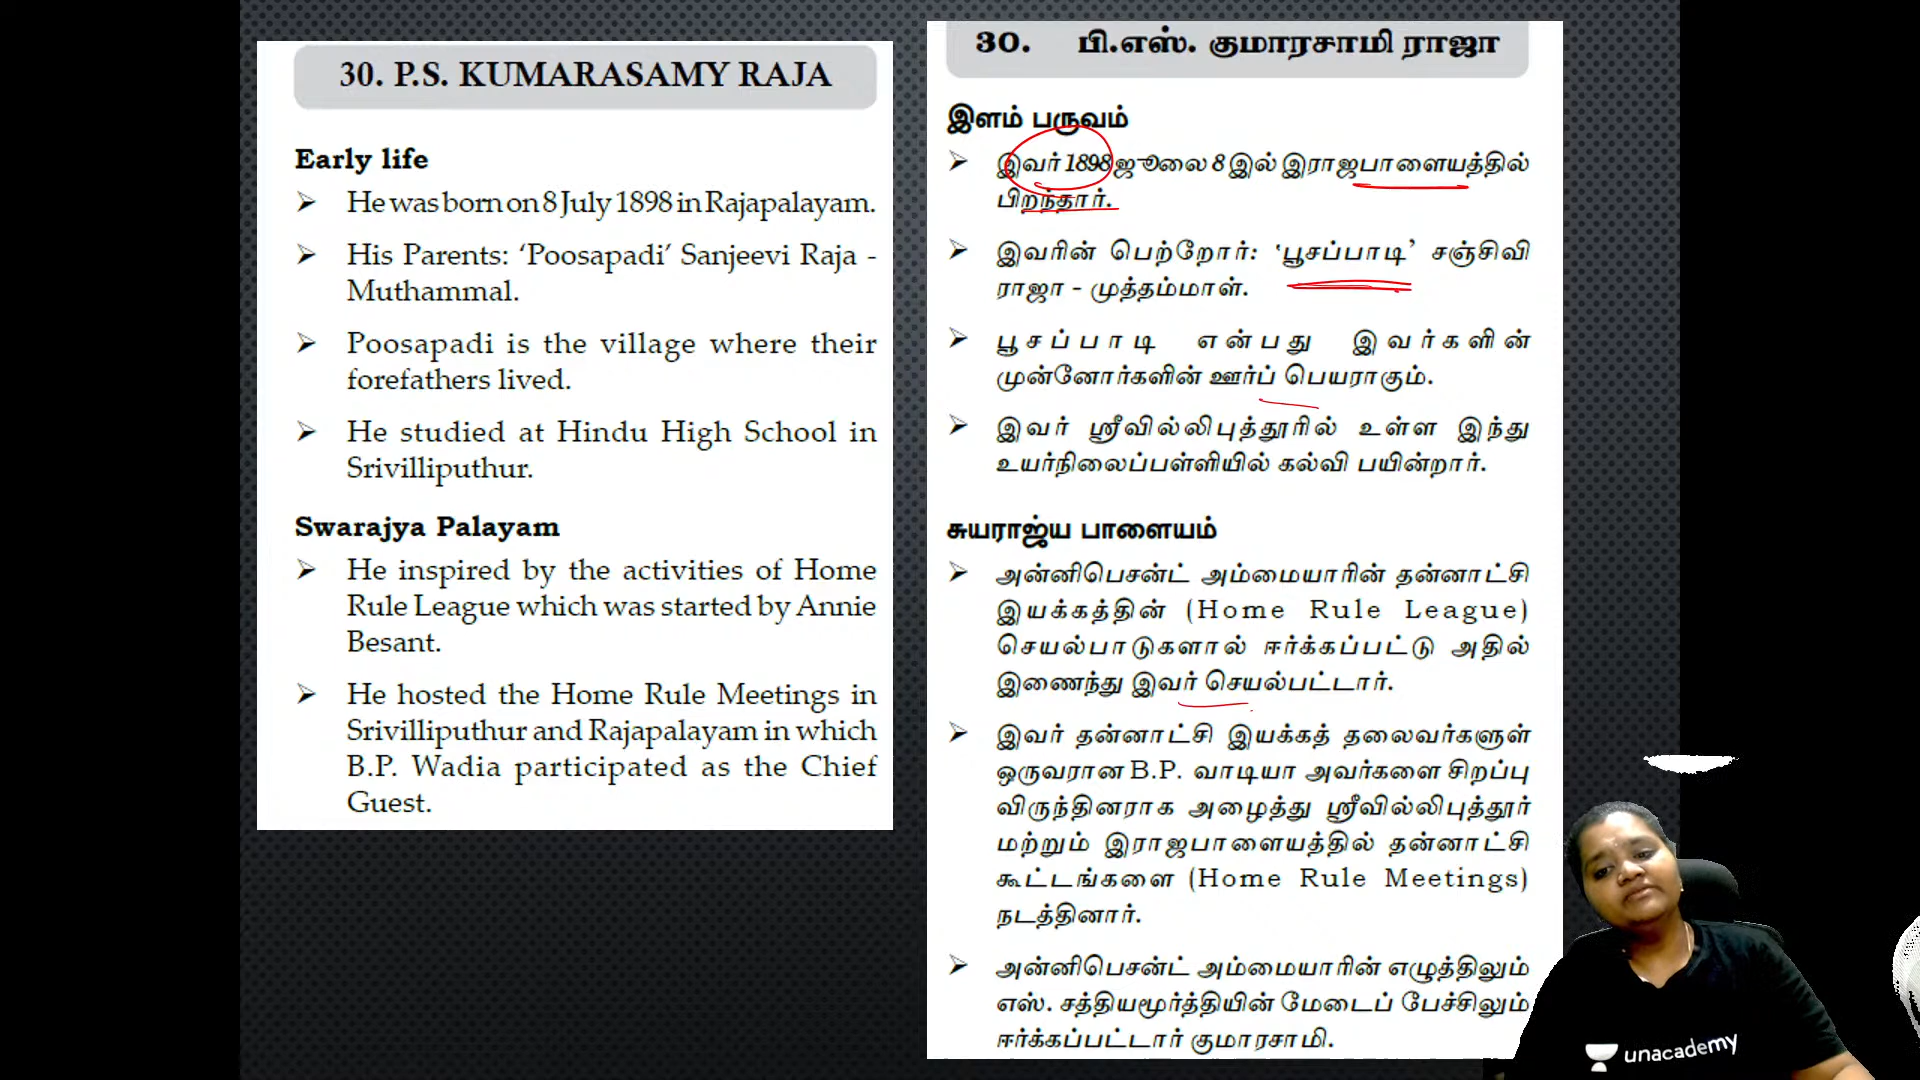 30. P.S. KUMARASAMY RAJA
Early life
➢ He was born on 8 July 1898 in Rajapalayam.
➢ His Parents: ‘Poosapadi’ Sanjeevi Raja -
Muthammal.
➢ Poosapadi is the village where their
forefathers lived.
➢ He studied at Hindu High School in
Srivilliputhur.
Swarajya Palayam
➢ He inspired by the activities of Home
Rule League which was started by Annie
Besant.
➢ He hosted the Home Rule Meetings in
Srivilliputhur and Rajapalayam in which
B.P. Wadia participated as the Chief
Guest.
30. பி.எஸ். குமாரசாமி ராஜா
இளம் பருவம்
➢ இவர் 1898 ஜூலை 8 இல் இராஜபாளையத்தில்
பிறந்தார்.
➢ இவரின் பெற்றோர்: ‘பூசப்பாடி’ சஞ்சிவி
ராஜா - முத்தம்மாள்.
➢ பூசப்பாடி என்பது இவர்களின்
முன்னோர்களின் ஊர்ப் பெயராகும்.
➢ இவர் ஸ்ரீவில்லிபுத்தூரில் உள்ள இந்து
உயர்நிலைப்பள்ளியில் கல்வி பயின்றார்.
சுயராஜ்ய பாளையம்
➢ அன்னிபெசன்ட் அம்மையாரின் தன்னாட்சி
இயக்கத்தின் (Home Rule League)
செயல்பாடுகளால் ஈர்க்கப்பட்டு அதில்
இணைந்து இவர் செயல்பட்டார்.
➢ இவர் தன்னாட்சி இயக்கத் தலைவர்களுள்
ஒருவரான B.P. வாடியா அவர்களை சிறப்பு
விருந்தினராக அழைத்து ஸ்ரீவில்லிபுத்தூர்
மற்றும் இராஜபாளையத்தில் தன்னாட்சி
கூட்டங்களை (Home Rule Meetings)
நடத்தினார்.
➢ அன்னிபெசன்ட் அம்மையாரின் எழுத்திலும்
எஸ். சத்தியமூர்த்தியின் மேடைப் பேச்சிலும்
ஈர்க்கப்பட்டார் குமாரசாமி.
unacademy